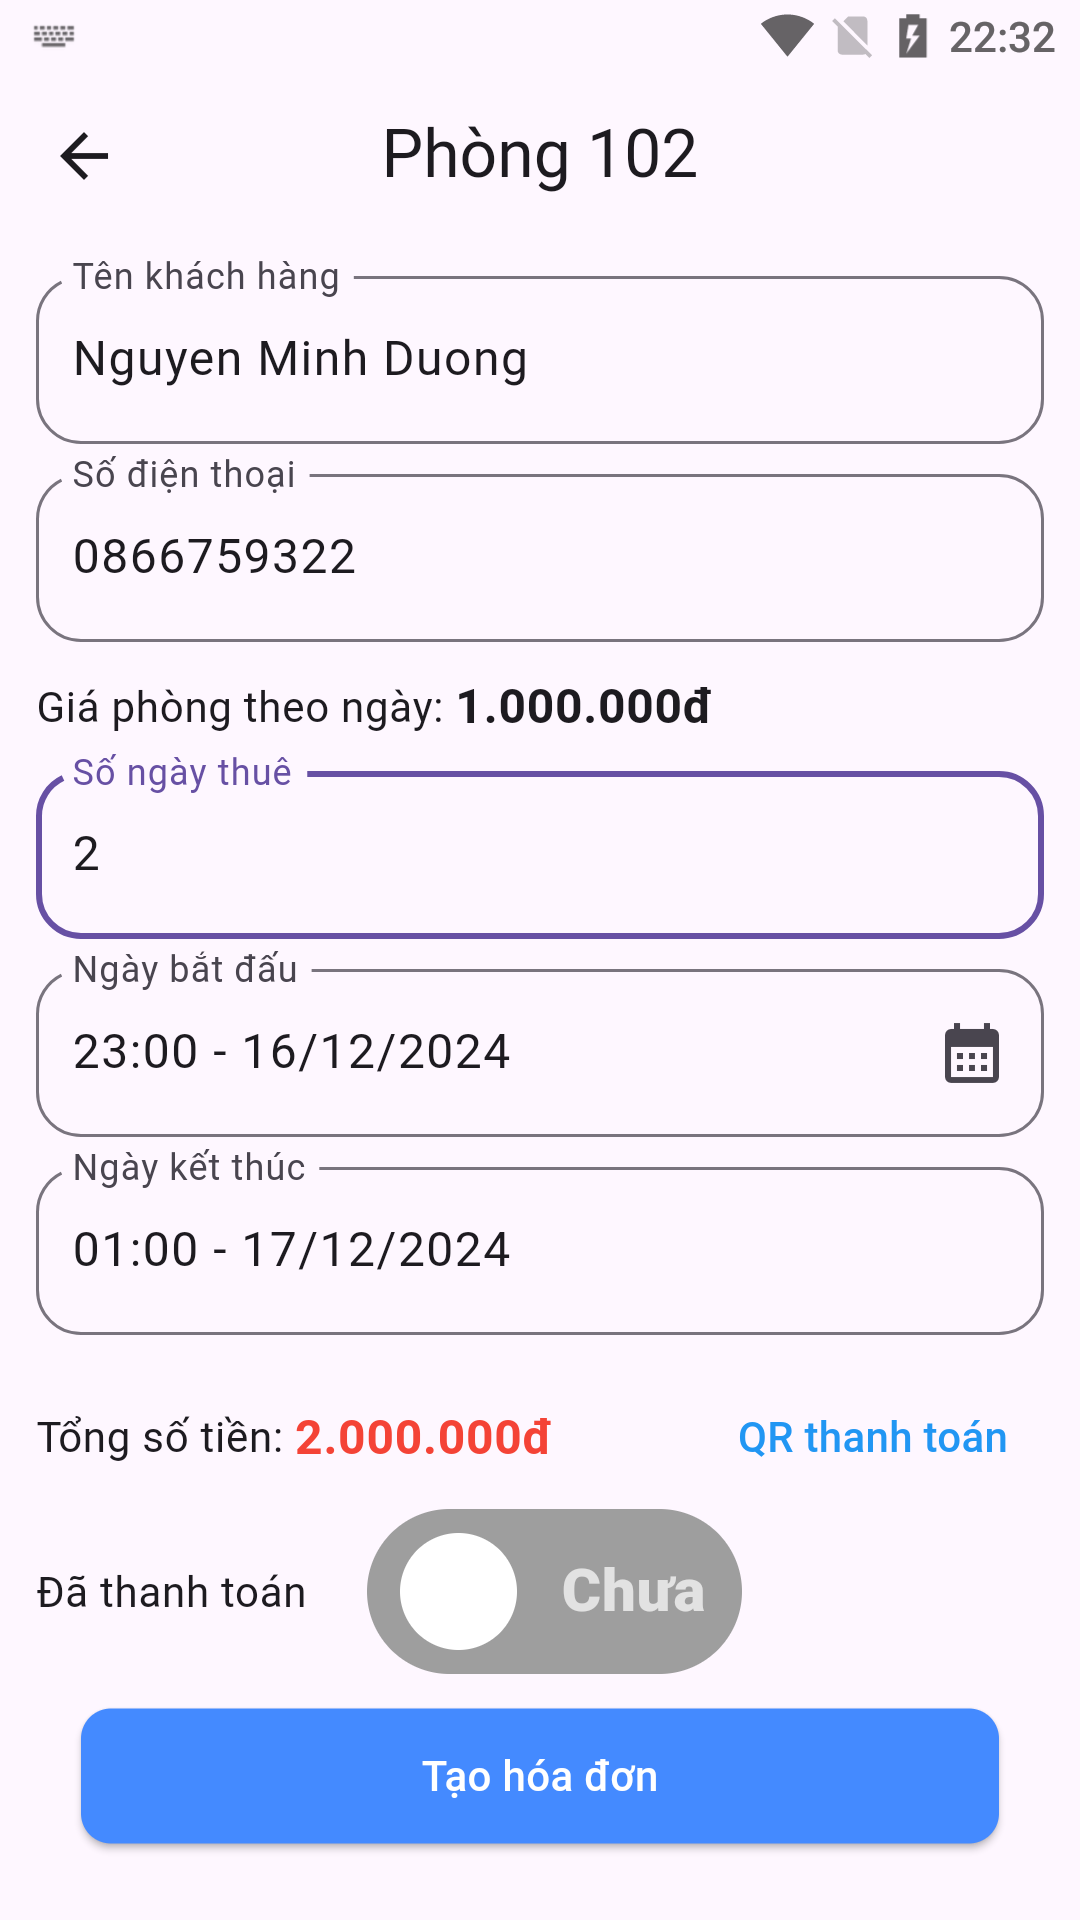 22:32
Phòng 102
Tên khách hàng
Nguyen Minh Duong
Số điện thoại
0866759322
Giá phòng theo ngày: 1.000.000đ
Số ngày thuê
2
Ngày bắt đấu
23:00 - 16/12/2024
Ngày kết thúc
01:00 - 17/12/2024
Tổng số tiền: 2.000.000đ QR thanh toán
Đã thanh toán Chưa
Tạo hóa đơn